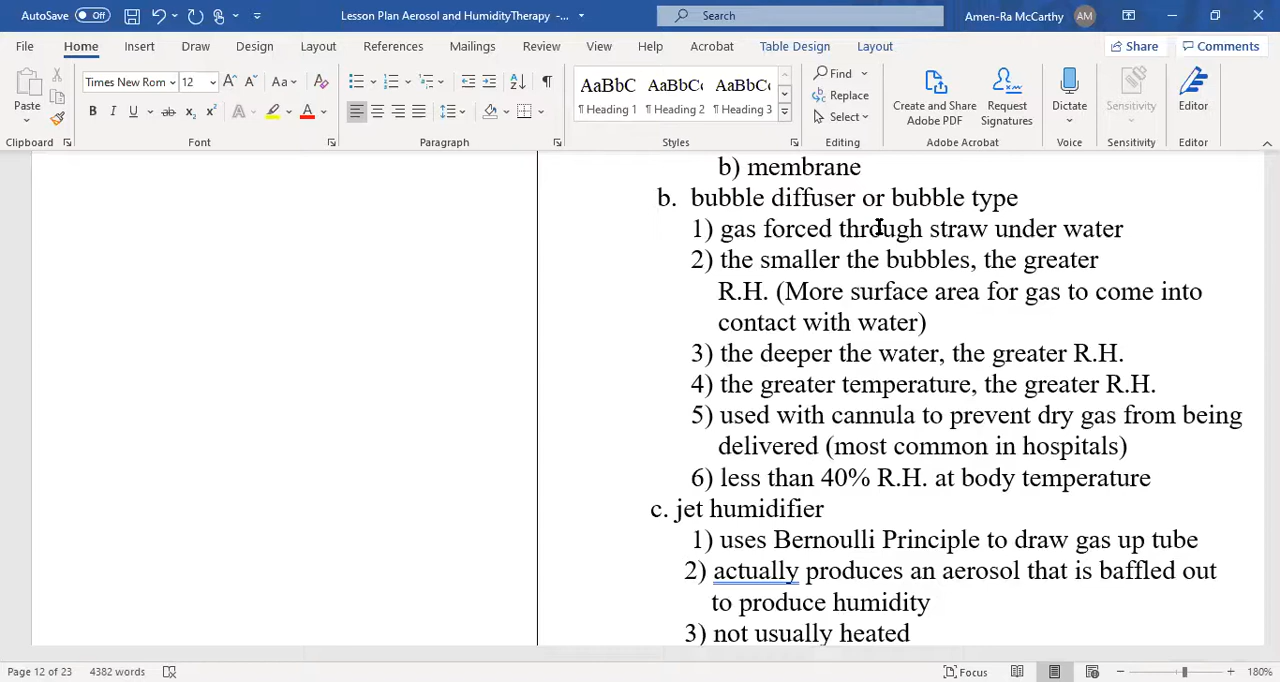 AutoSave Off Lesson Plan Aerosol and HumidityTherapy -... Search Amen-Ra McCarthy AM
File Home Insert Draw Design Layout References Mailings Review View Help Acrobat Table Design Layout Share Comments
Times New Rom 12 Aa AaBbC AaBbCc AaBbCc Find
Paste B I U ab x2 x2 A A Heading 1 Heading 2 Heading 3 Replace Create and Share Adobe PDF Request Signatures Dictate Sensitivity Editor
Select
Clipboard Font Paragraph Styles Editing Adobe Acrobat Voice Sensitivity Editor
b) membrane
b. bubble diffuser or bubble type
1) gas forced through straw under water
2) the smaller the bubbles, the greater
R.H. (More surface area for gas to come into
contact with water)
3) the deeper the water, the greater R.H.
4) the greater temperature, the greater R.H.
5) used with cannula to prevent dry gas from being
delivered (most common in hospitals)
6) less than 40% R.H. at body temperature
c. jet humidifier
1) uses Bernoulli Principle to draw gas up tube
2) actually produces an aerosol that is baffled out
to produce humidity
3) not usually heated
Page 12 of 23 4382 words Focus 180%